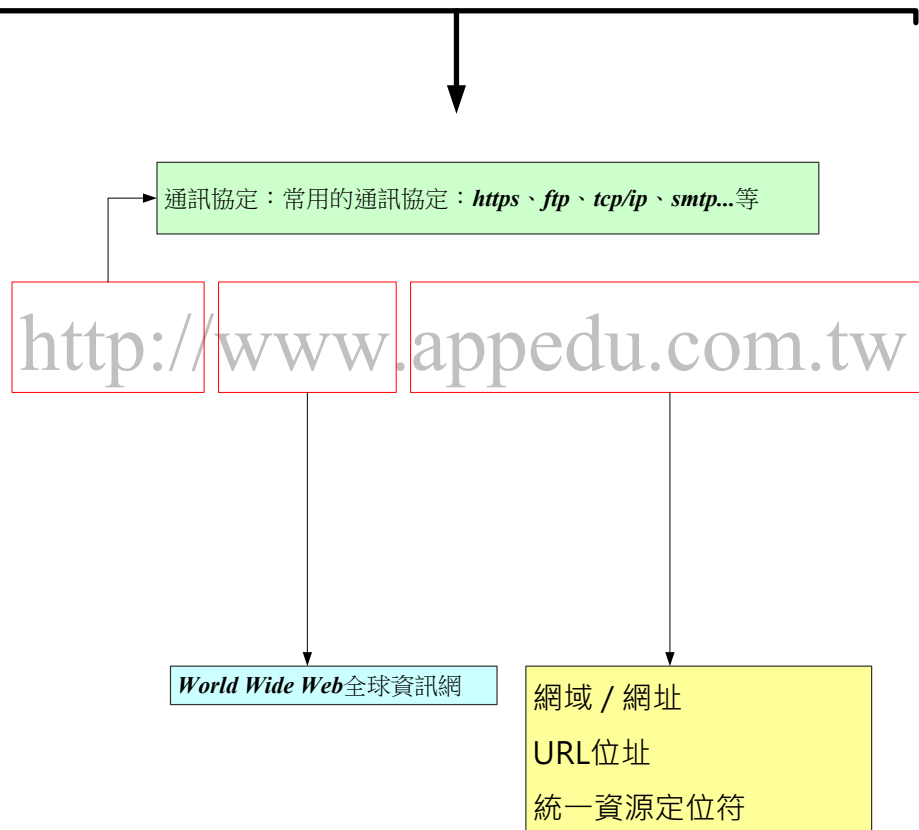 通訊協定：常用的通訊協定：https、ftp、tcp/ip、smtp...等
http://www.appedu.com.tw
World Wide Web全球資訊網
網域 / 網址
URL位址
統一資源定位符